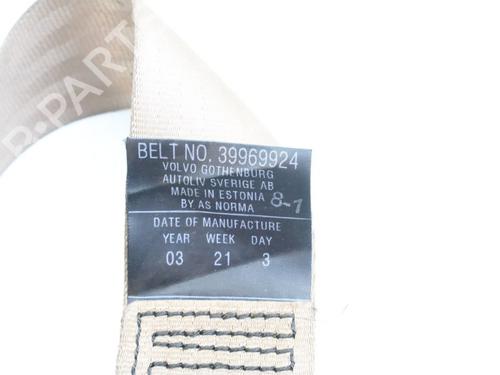 BELT NO. 39969924
VOLVO GOTHENBURG
AUTOLIV SVERIGE AB
MADE IN ESTONIA
BY AS NORMA 8-1
DATE OF MANUFACTURE
YEAR WEEK DAY
03 21 3